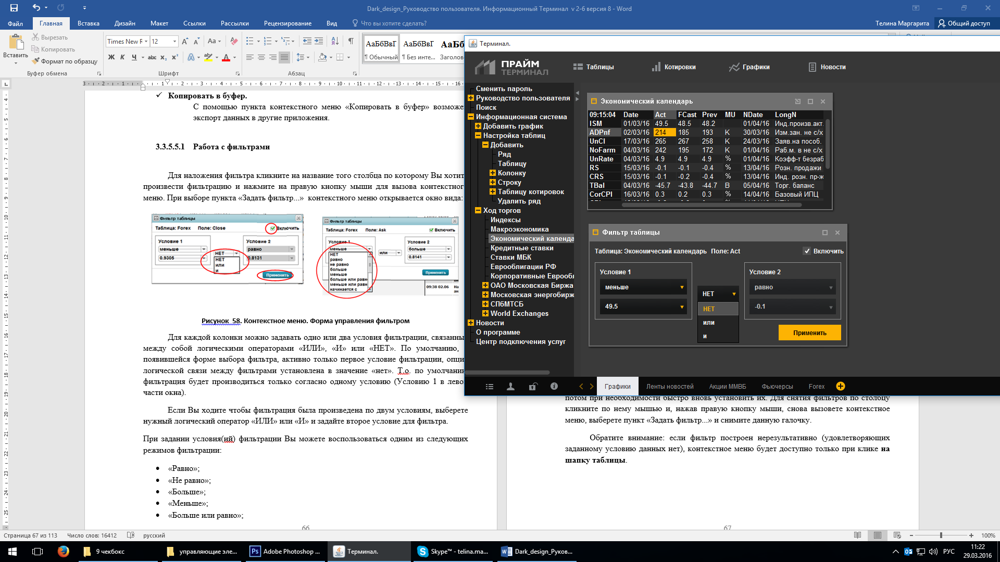 Dark_design_Руководство пользователя. Информационный Терминал  v 2-6 версия 8 - Word
Файл Главная Вставка Дизайн Макет Ссылки Рассылки Рецензирование Вид Что вы хотите сделать? Телина Маргарита Общий доступ
Вставить
Вырезать
Копировать
Формат по образцу
Буфер обмена
Times New R 12 Aa
Ж К Ч abc x₂ x²
Шрифт
Абзац
АаБбВвГ АаБбВвГ АаБбВ
¶ Обычный ¶ Без инте... Заголово
3 2 1 1 2 3 4 5 6 7 8 9 10 11 12 13 14 15 16
Копировать в буфер.
С помощью пункта контекстного меню «Копировать в буфер» возможе
экспорт данных в другие приложения.
3.3.5.5.1 Работа с фильтрами
Для наложения фильтра кликните на название того столбца по которому Вы хотит
произвести фильтрацию и нажмите на правую кнопку мыши для вызова контекстног
меню. При выборе пункта «Задать фильтр...»  контекстного меню открывается окно вида:
Фильтр таблицы
Таблица: Forex Поле: Close Включить
Условие 1 Условие 2
меньше НЕТ равно
0.9305 НЕТ 0.8131
или
и
Применить
Фильтр таблицы
Таблица: Forex Поле: Ask Включить
Условие 1 Условие 2
меньше или больше
НЕТ 0.8141
равно
не равно
больше
меньше
больше или равн
меньше или равн
начинается с
Применить
09:38 02.06
Рисунок  58. Контекстное меню. Форма управления фильтром
Для каждой колонки можно задавать одно или два условия фильтрации, связанны
между собой логическими операторами «ИЛИ», «И» или «НЕТ». По умолчанию,
появившейся форме выбора фильтра, активно только первое условие фильтрации, опци
логической связи между фильтрами установлена в значение «нет». Т.о. по умолчани
фильтрация будет производиться только согласно одному условию (Условию 1 в лево
части окна).
Если Вы ходите чтобы фильтрация была произведена по двум условиям, выберете
нужный логический оператор «ИЛИ» или «И» и задайте второе условие для фильтра.
При задании условия(ий) фильтрации Вы можете воспользоваться одним из следующих
режимов фильтрации:
«Равно»;
«Не равно»;
«Больше»;
«Меньше»;
«Больше или равно»;
66
Терминал.
ПРАЙМ
ТЕРМИНАЛ
Таблицы Котировки Графики Новости
Сменить пароль
Руководство пользователя
Поиск
Информационная система
Добавить график
Настройка таблиц
Добавить
Ряд
Таблицу
Колонку
Строку
Таблицу котировок
Удалить ряд
Ход торгов
Индексы
Макроэкономика
Экономический календа
Кредитные ставки
Ставки МБК
Еврооблигации РФ
Корпоративные Еврообл
ОАО Московская Биржа
Московская энергобирж
СПбМТСБ
World Exchanges
Новости
О программе
Центр подключения услуг
Экономический календарь
09:15:04 Date Act FCast Prev MU NDate LongN
ISM 01/03/16 49.5 48.5 48.2 01/04/16 Инд.произв.акт.
ADPnf 02/03/16 214 185 193 K 30/03/16 Изм.зан. не с/х
UnCl 17/03/16 265 267 258 K 24/03/16 Заяв.на пособ.
NoFarm 04/03/16 242 195 172 K 01/04/16 Раб.м. в не с/х
UnRate 04/03/16 4.9 4.9 4.9 % 01/04/16 Коэфф-т безраб
RS 15/03/16 -0.1 -0.1 -0.4 % 13/04/16 Розн. продажи
CRS 15/03/16 -0.1 -0.2 -0.4 % 13/04/16 Инд. розн. пр-ж
TBal 04/03/16 -45.7 -43.8 -44.7 B 05/04/16 Торг. баланс
CorCPI 16/03/16 0.3 0.2 0.3 % 14/04/16 Базовый ИПЦ
Фильтр таблицы
Таблица: Экономический календарь Поле: Act Включить
Условие 1 Условие 2
меньше НЕТ равно
49.5 НЕТ -0.1
или
и
Применить
Графики Ленты новостей Акции ММВБ Фьючерсы Forex
потом при необходимости быстро вновь установить их. Для снятия фильтров по столбцу
кликните по нему мышью и, нажав правую кнопку мыши, снова вызовете контекстное
меню, выберете пункт «Задать фильтр...» и снимите данную галочку.
Обратите внимание: если фильтр построен нерезультативно (удовлетворяющих
заданному условию данных нет), контекстное меню будет доступно только при клике на
шапку таблицы.
67
Страница 67 из 113 Число слов: 16412 русский 100%
9 чекбокс управляющие эле... Adobe Photoshop ... Терминал. Skype™ - telina.ma... Dark_design_Руков... РУС
11:22
29.03.2016